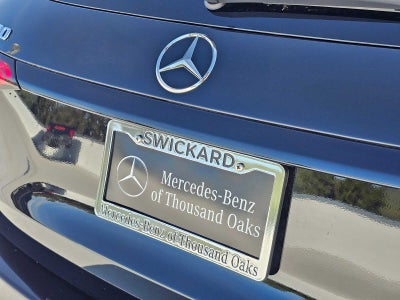 SWICKARD
Mercedes-Benz
of Thousand Oaks
Mercedes-Benz of Thousand Oaks